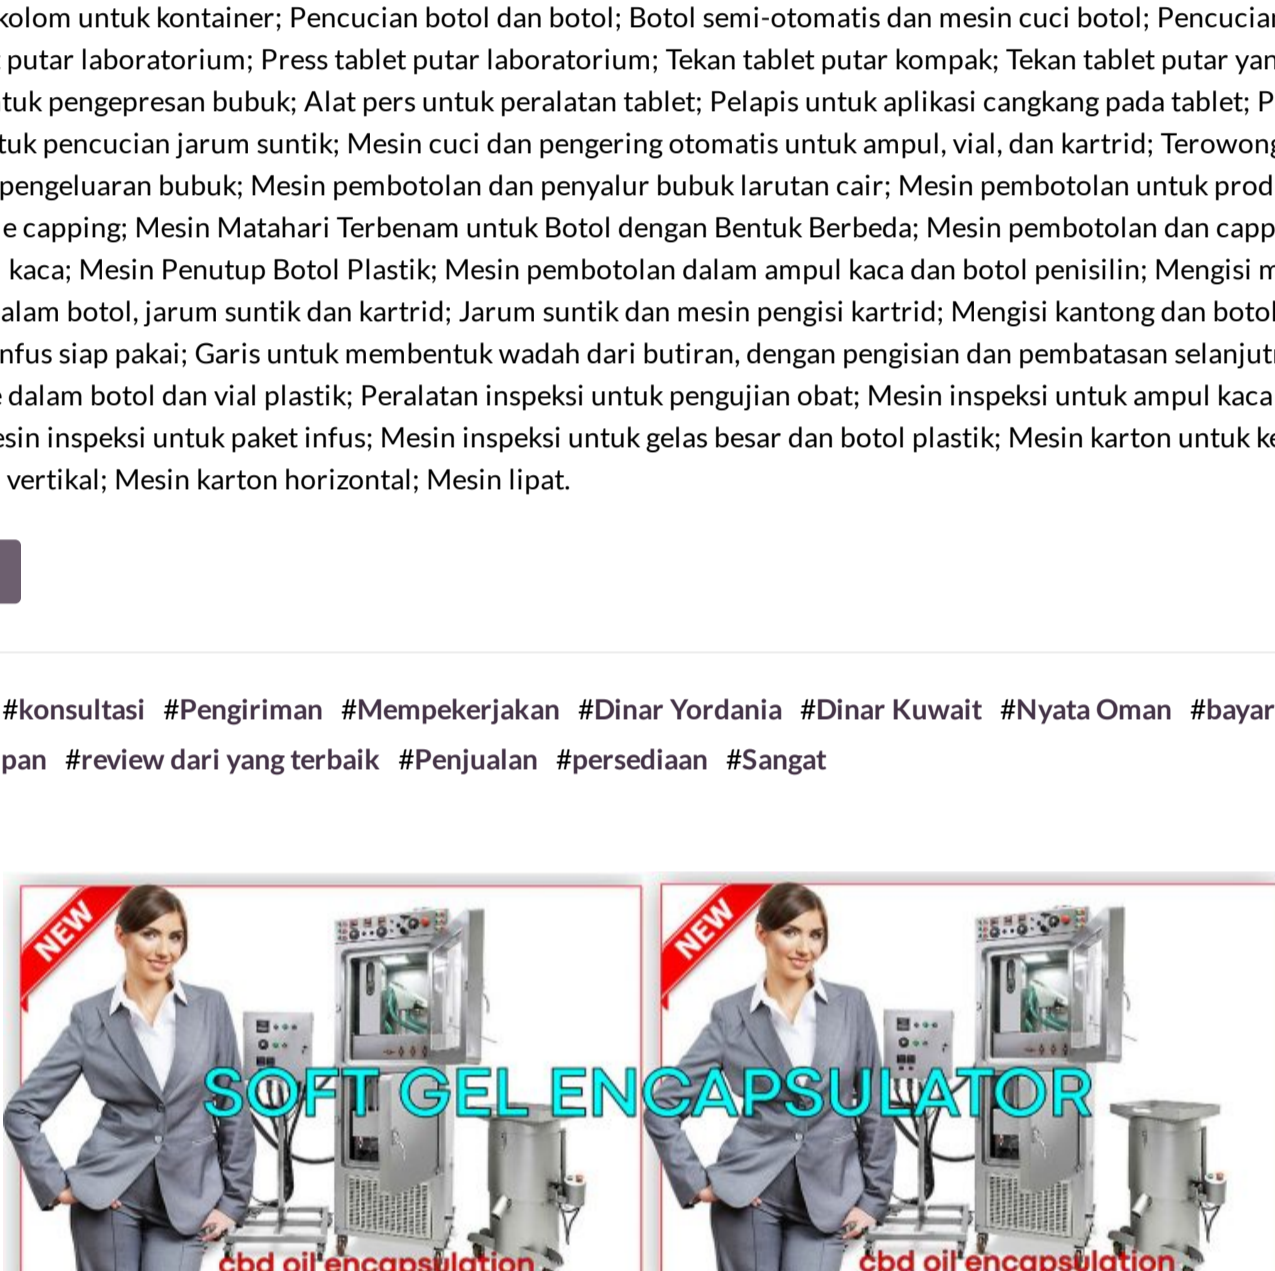 kolom untuk kontainer; Pencucian botol dan botol; Botol semi-otomatis dan mesin cuci botol; Pencucian
putar laboratorium; Press tablet putar laboratorium; Tekan tablet putar kompak; Tekan tablet putar yan
tuk pengepresan bubuk; Alat pers untuk peralatan tablet; Pelapis untuk aplikasi cangkang pada tablet; P
tuk pencucian jarum suntik; Mesin cuci dan pengering otomatis untuk ampul, vial, dan kartrid; Terowong
pengeluaran bubuk; Mesin pembotolan dan penyalur bubuk larutan cair; Mesin pembotolan untuk prod
e capping; Mesin Matahari Terbenam untuk Botol dengan Bentuk Berbeda; Mesin pembotolan dan capp
kaca; Mesin Penutup Botol Plastik; Mesin pembotolan dalam ampul kaca dan botol penisilin; Mengisi m
alam botol, jarum suntik dan kartrid; Jarum suntik dan mesin pengisi kartrid; Mengisi kantong dan botol
nfus siap pakai; Garis untuk membentuk wadah dari butiran, dengan pengisian dan pembatasan selanjutn
e dalam botol dan vial plastik; Peralatan inspeksi untuk pengujian obat; Mesin inspeksi untuk ampul kaca
esin inspeksi untuk paket infus; Mesin inspeksi untuk gelas besar dan botol plastik; Mesin karton untuk ke
vertikal; Mesin karton horizontal; Mesin lipat.
#konsultasi #Pengiriman #Mempekerjakan #Dinar Yordania #Dinar Kuwait #Nyata Oman #bayar
pan #review dari yang terbaik #Penjualan #persediaan #Sangat
NEW NEW
SOFT GEL ENCAPSULATOR
cbd oil encapsulation cbd oil encapsulation